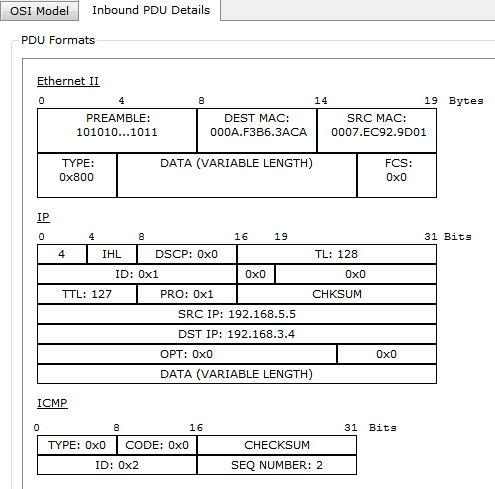 OSI Model Inbound PDU Details
PDU Formats
Ethernet II
0 4 8 14 19 Bytes
PREAMBLE: DEST MAC: SRC MAC:
101010...1011 000A.F3B6.3ACA 0007.EC92.9D01
TYPE: DATA (VARIABLE LENGTH) FCS:
0x800 0x0
IP
0 4 8 16 19 31 Bits
4 IHL DSCP: 0x0 TL: 128
ID: 0x1 0x0 0x0
TTL: 127 PRO: 0x1 CHKSUM
SRC IP: 192.168.5.5
DST IP: 192.168.3.4
OPT: 0x0 0x0
DATA (VARIABLE LENGTH)
ICMP
0 8 16 31 Bits
TYPE: 0x0 CODE: 0x0 CHECKSUM
ID: 0x2 SEQ NUMBER: 2